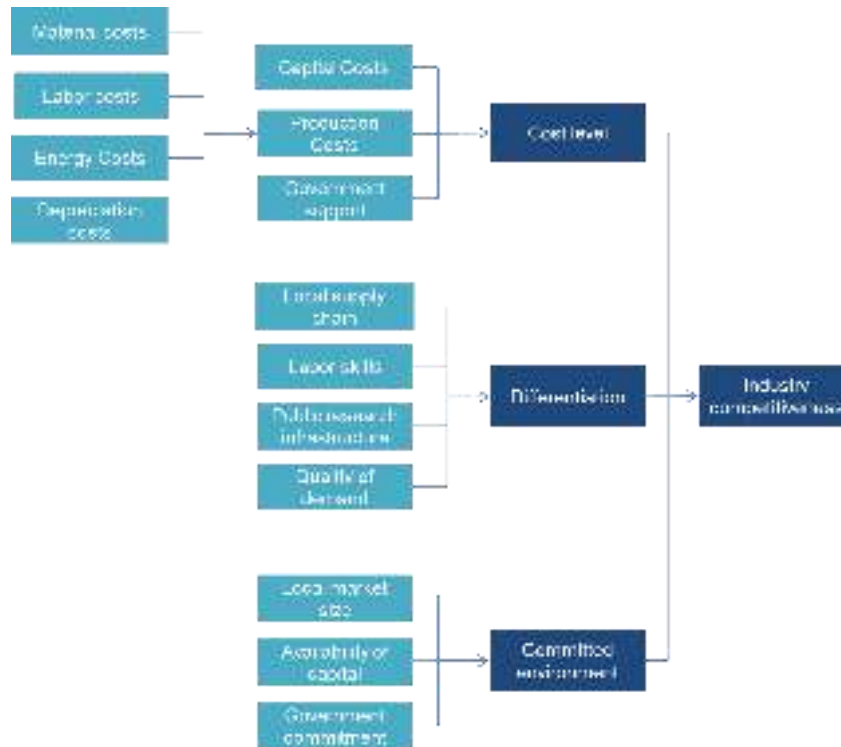 Material costs
Labor costs
Energy Costs
Depreciation
costs
Capital Costs
Production
Costs
Government
support
Cost level
Local supply
chain
Labor skills
Public research
infrastructure
Quality of
demand
Differentiation
Industry
competitiveness
Local market
size
Availability of
capital
Government
commitment
Committed
environment